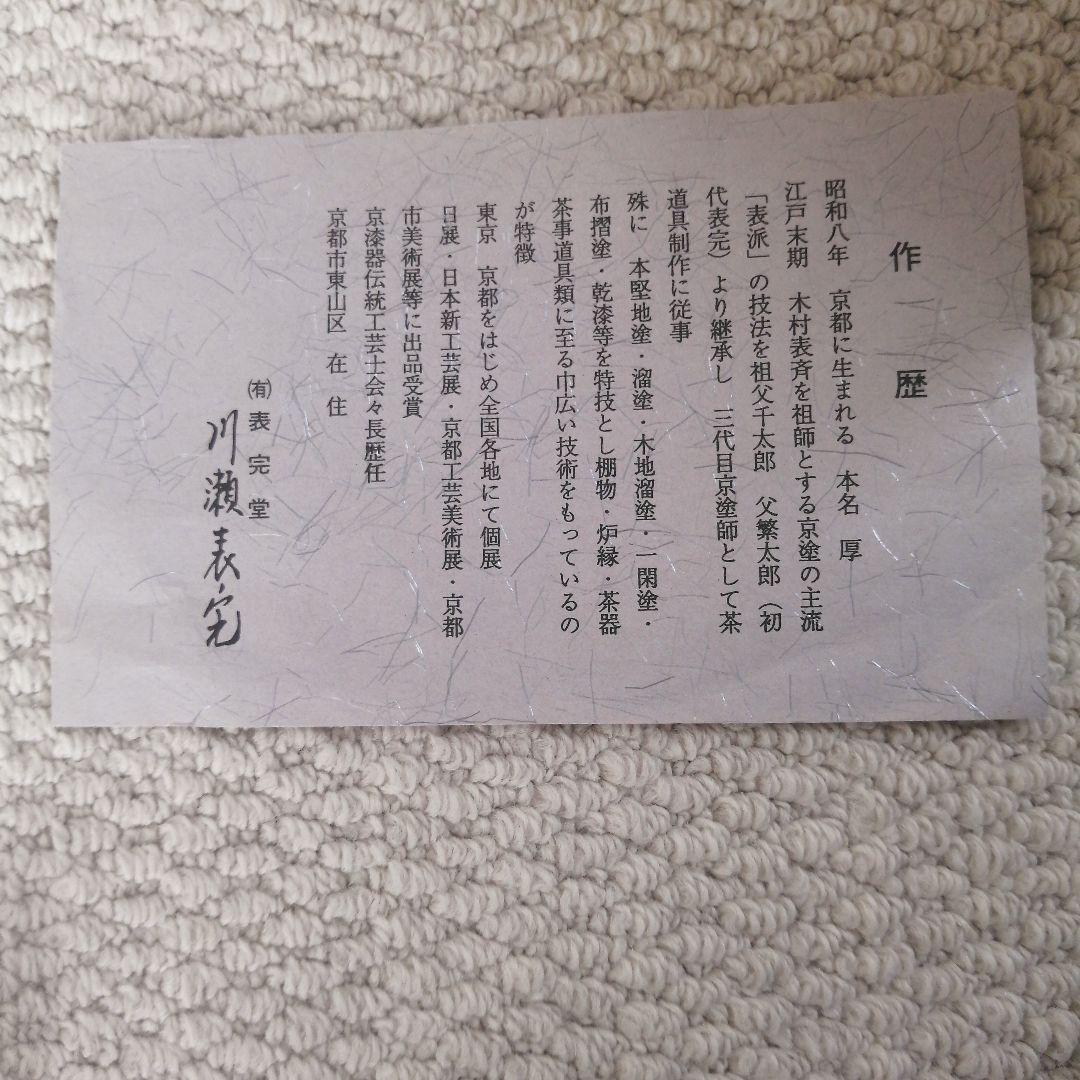 作歴
昭和八年　京都に生まれる　本名　厚
江戸末期　木村表斉を祖師とする京塗の主流
「表派」の技法を祖父千太郎　父繁太郎（初
代表完）より継承し　三代目京塗師として茶
道具制作に従事
殊に　本堅地塗・溜塗・木地溜塗・一閑塗・
布摺塗・乾漆等を特技とし棚物・炉縁・茶器
茶事道具類に至る巾広い技術をもっているの
が特徴
東京　京都をはじめ全国各地にて個展
日展・日本新工芸展・京都工芸美術展・京都
市美術展等に出品受賞
京漆器伝統工芸士会々長歴任
京都市東山区　在　住
㈲表完堂
川瀬表完